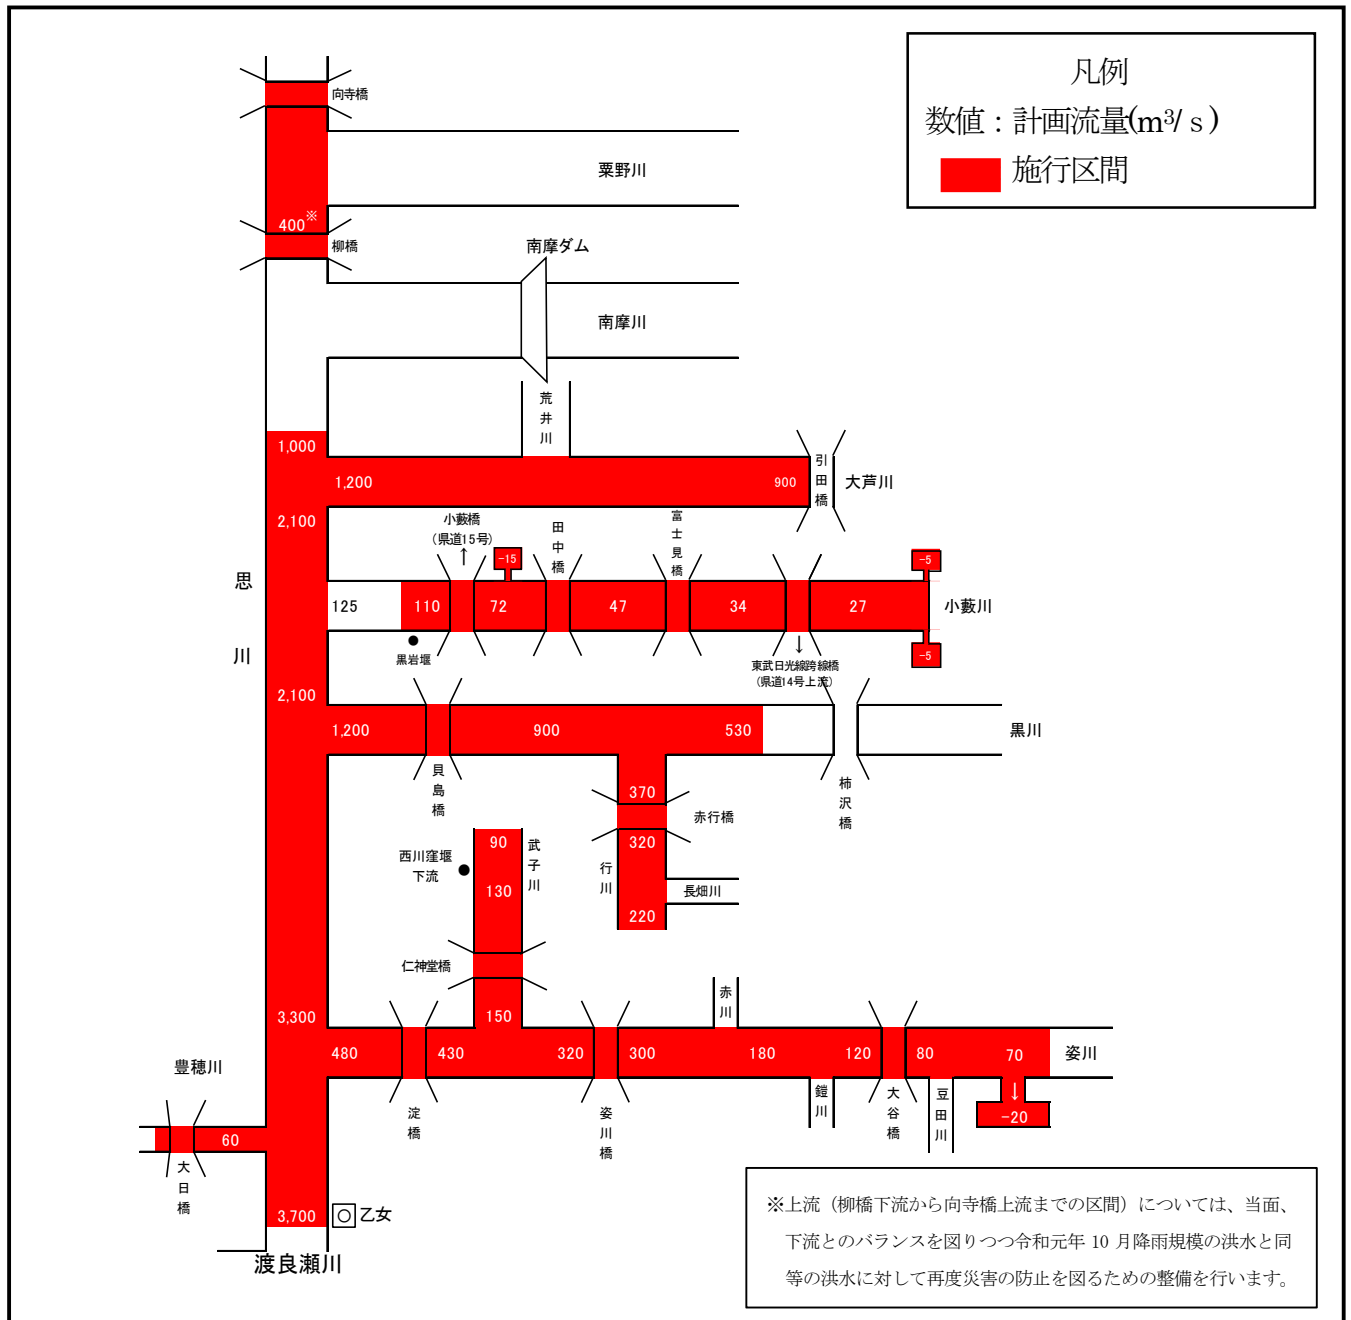 凡例
数値：計画流量(m³/ｓ)
施行区間
向寺橋
粟野川
400※
柳橋
南摩ダム
南摩川
荒井川
1,000
1,200
900
引田橋
大芦川
2,100
小藪橋
（県道15号）
↑
-15
田中橋
富士見橋
-5
思川
125
110
72
47
34
27
小藪川
黒岩堰
↓
東武日光線跨線橋
（県道14号上流）
-5
2,100
1,200
900
530
黒川
貝島橋
柿沢橋
370
赤行橋
320
行川
長畑川
220
90
武子川
西川窪堰
下流
130
仁神堂橋
150
赤川
3,300
480
430
320
300
180
120
80
70
姿川
淀橋
姿川橋
鎧川
大谷橋
豆田川
↓
-20
豊穂川
60
大日橋
3,700
乙女
渡良瀬川
※上流（柳橋下流から向寺橋上流までの区間）については、当面、
下流とのバランスを図りつつ令和元年 10 月降雨規模の洪水と同
等の洪水に対して再度災害の防止を図るための整備を行います。